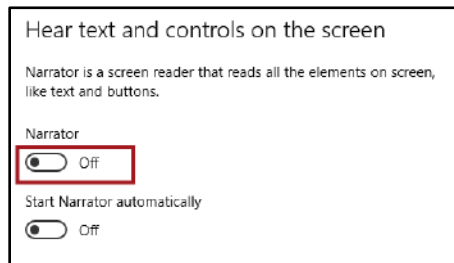 Hear text and controls on the screen
Narrator is a screen reader that reads all the elements on screen,
like text and buttons.
Narrator
Off
Start Narrator automatically
Off